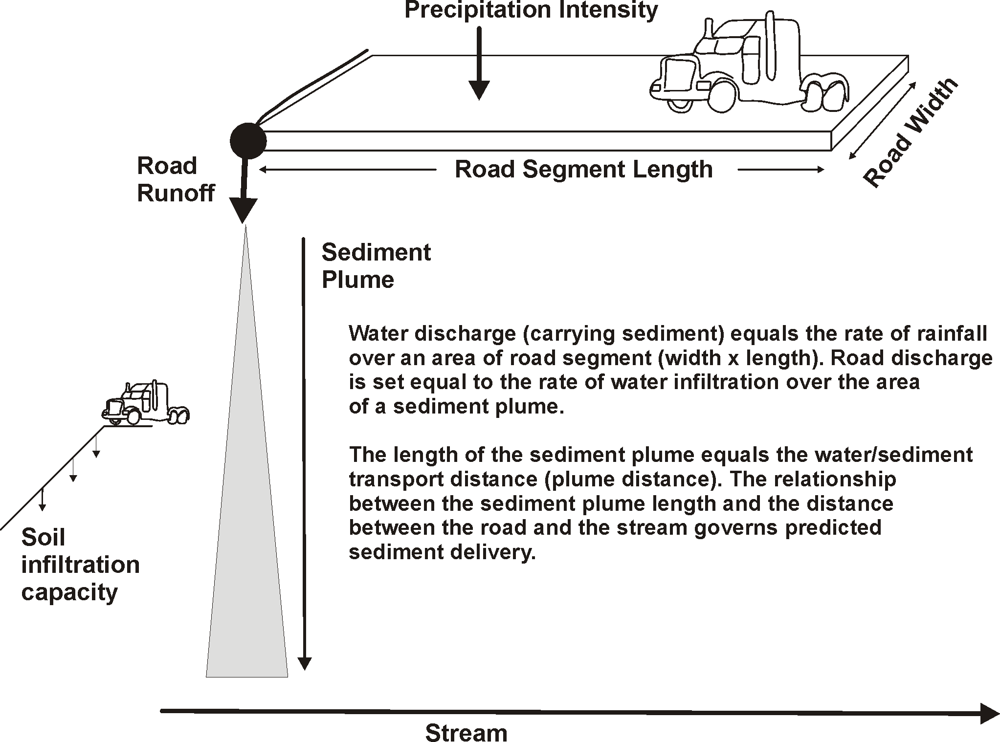 Precipitation Intensity
Road Width
Road Segment Length
Road
Runoff
Sediment
Plume
Water discharge (carrying sediment) equals the rate of rainfall
over an area of road segment (width x length). Road discharge
is set equal to the rate of water infiltration over the area
of a sediment plume.
The length of the sediment plume equals the water/sediment
transport distance (plume distance). The relationship
between the sediment plume length and the distance
between the road and the stream governs predicted
sediment delivery.
Soil
infiltration
capacity
Stream